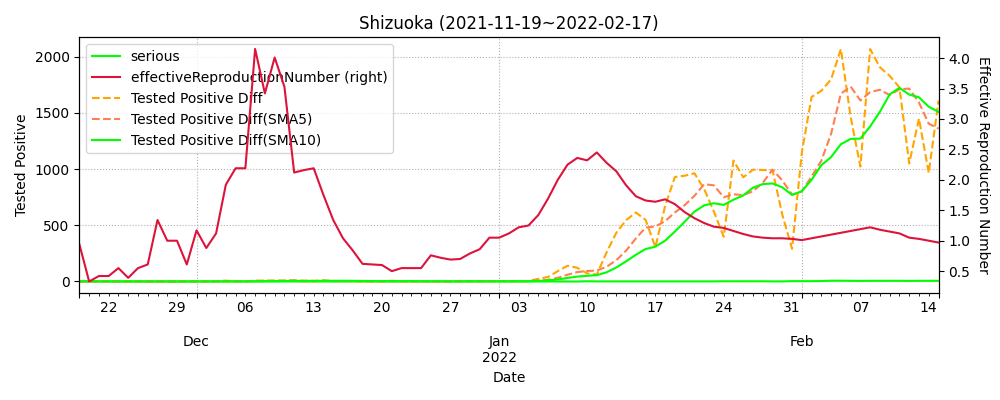 Shizuoka (2021-11-19~2022-02-17)
serious
effectiveReproductionNumber (right)
Tested Positive Diff
Tested Positive Diff(SMA5)
Tested Positive Diff(SMA10)
Tested Positive
2000
1500
1000
500
0
4.0
3.5
3.0
2.5
2.0
1.5
1.0
0.5
Effective Reproduction Number
22 29 06 13 20 27 03 10 17 24 31 07 14
Dec Jan Feb
2022
Date